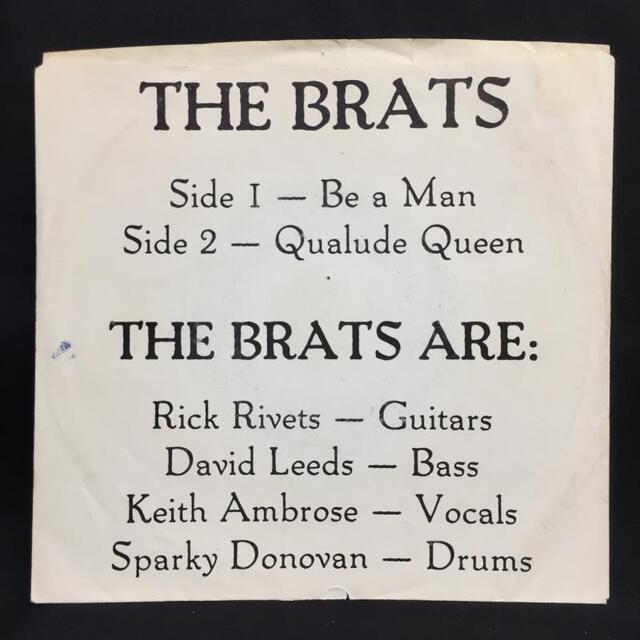 THE BRATS
Side 1 — Be a Man
Side 2 — Qualude Queen
THE BRATS ARE:
Rick Rivets — Guitars
David Leeds — Bass
Keith Ambrose — Vocals
Sparky Donovan — Drums